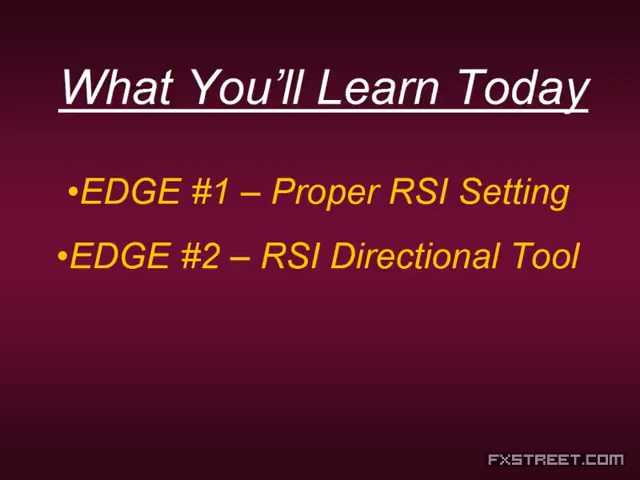 What You’ll Learn Today
•EDGE #1 – Proper RSI Setting
•EDGE #2 – RSI Directional Tool
FXSTREET.COM